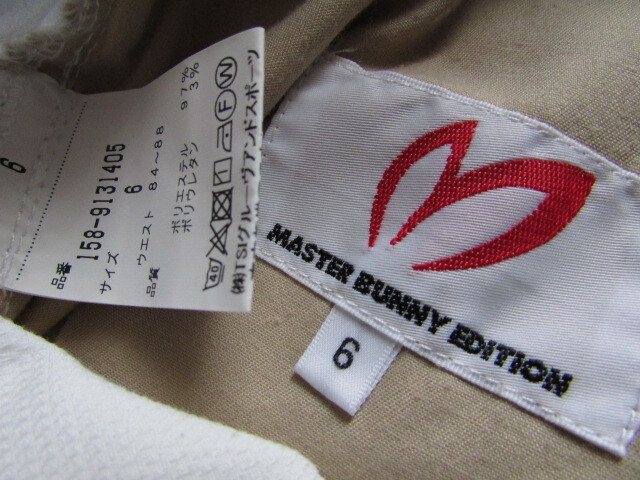 6
品番
158-9131405
サイズ
6
ウエスト 84〜88
品質
ポリエステル 97%
ポリウレタン 3%
40 F W
(株)TSIグルーヴアンドスポーツ
MASTER BUNNY EDITION
6